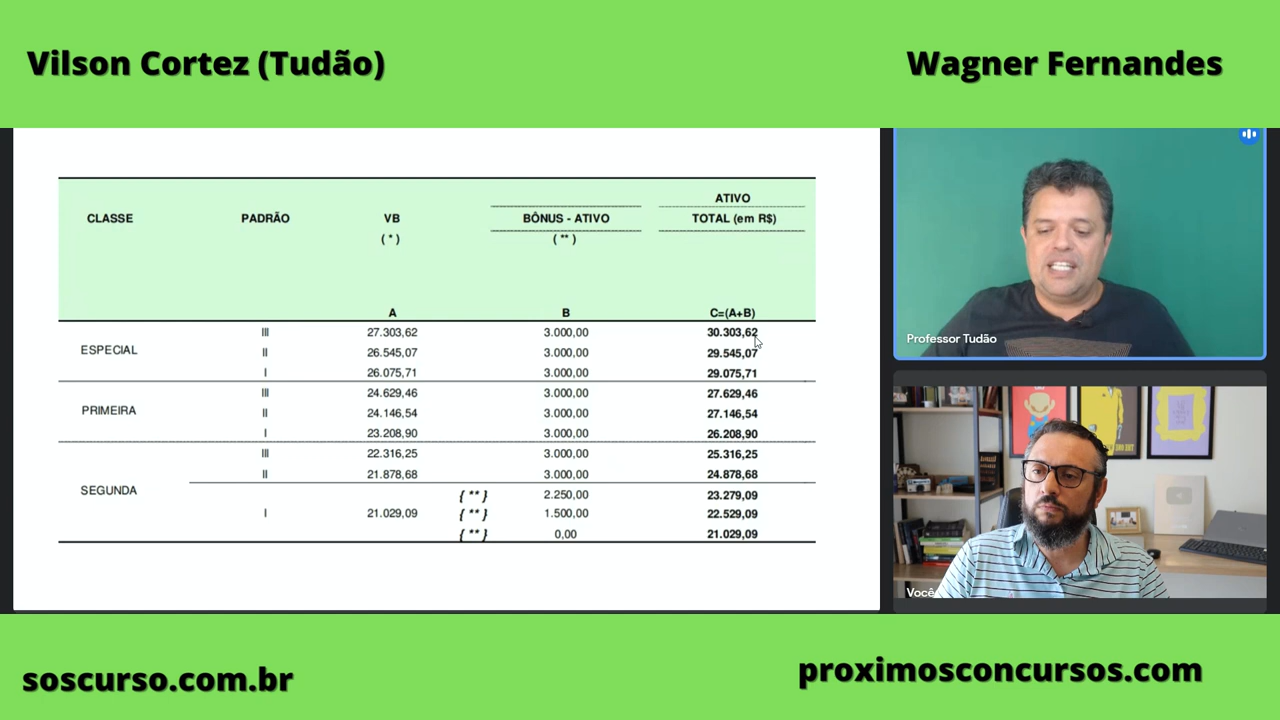 Vilson Cortez (Tudão)
Wagner Fernandes
ATIVO
CLASSE PADRÃO VB BÔNUS - ATIVO TOTAL (em R$)
( * ) ( ** )
A B C=(A+B)
III 27.303,62 3.000,00 30.303,62
ESPECIAL II 26.545,07 3.000,00 29.545,07
I 26.075,71 3.000,00 29.075,71
III 24.629,46 3.000,00 27.629,46
PRIMEIRA II 24.146,54 3.000,00 27.146,54
I 23.208,90 3.000,00 26.208,90
III 22.316,25 3.000,00 25.316,25
II 21.878,68 3.000,00 24.878,68
SEGUNDA { ** } 2.250,00 23.279,09
I 21.029,09 { ** } 1.500,00 22.529,09
{ ** } 0,00 21.029,09
Professor Tudão
Você
soscurso.com.br
proximosconcursos.com